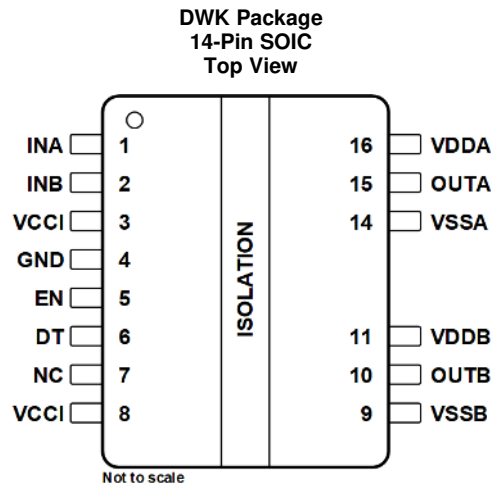 DWK Package
14-Pin SOIC
Top View
INA 1 16 VDDA
INB 2 15 OUTA
VCCI 3 14 VSSA
GND 4
EN 5
DT 6 11 VDDB
NC 7 10 OUTB
VCCI 8 9 VSSB
ISOLATION
Not to scale